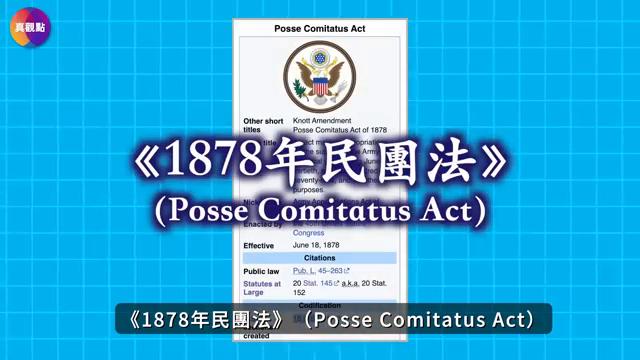 真觀點
Posse Comitatus Act
Other short
titles
Knott Amendment
Posse Comitatus Act of 1878
《1878年民團法》
(Posse Comitatus Act)
Enacted by
Congress
Effective
June 18, 1878
Citations
Public law
Pub. L. 45–263
Statutes at
Large
20 Stat. 145 a.k.a. 20 Stat.
152
Codification
《1878年民團法》（Posse Comitatus Act）
created